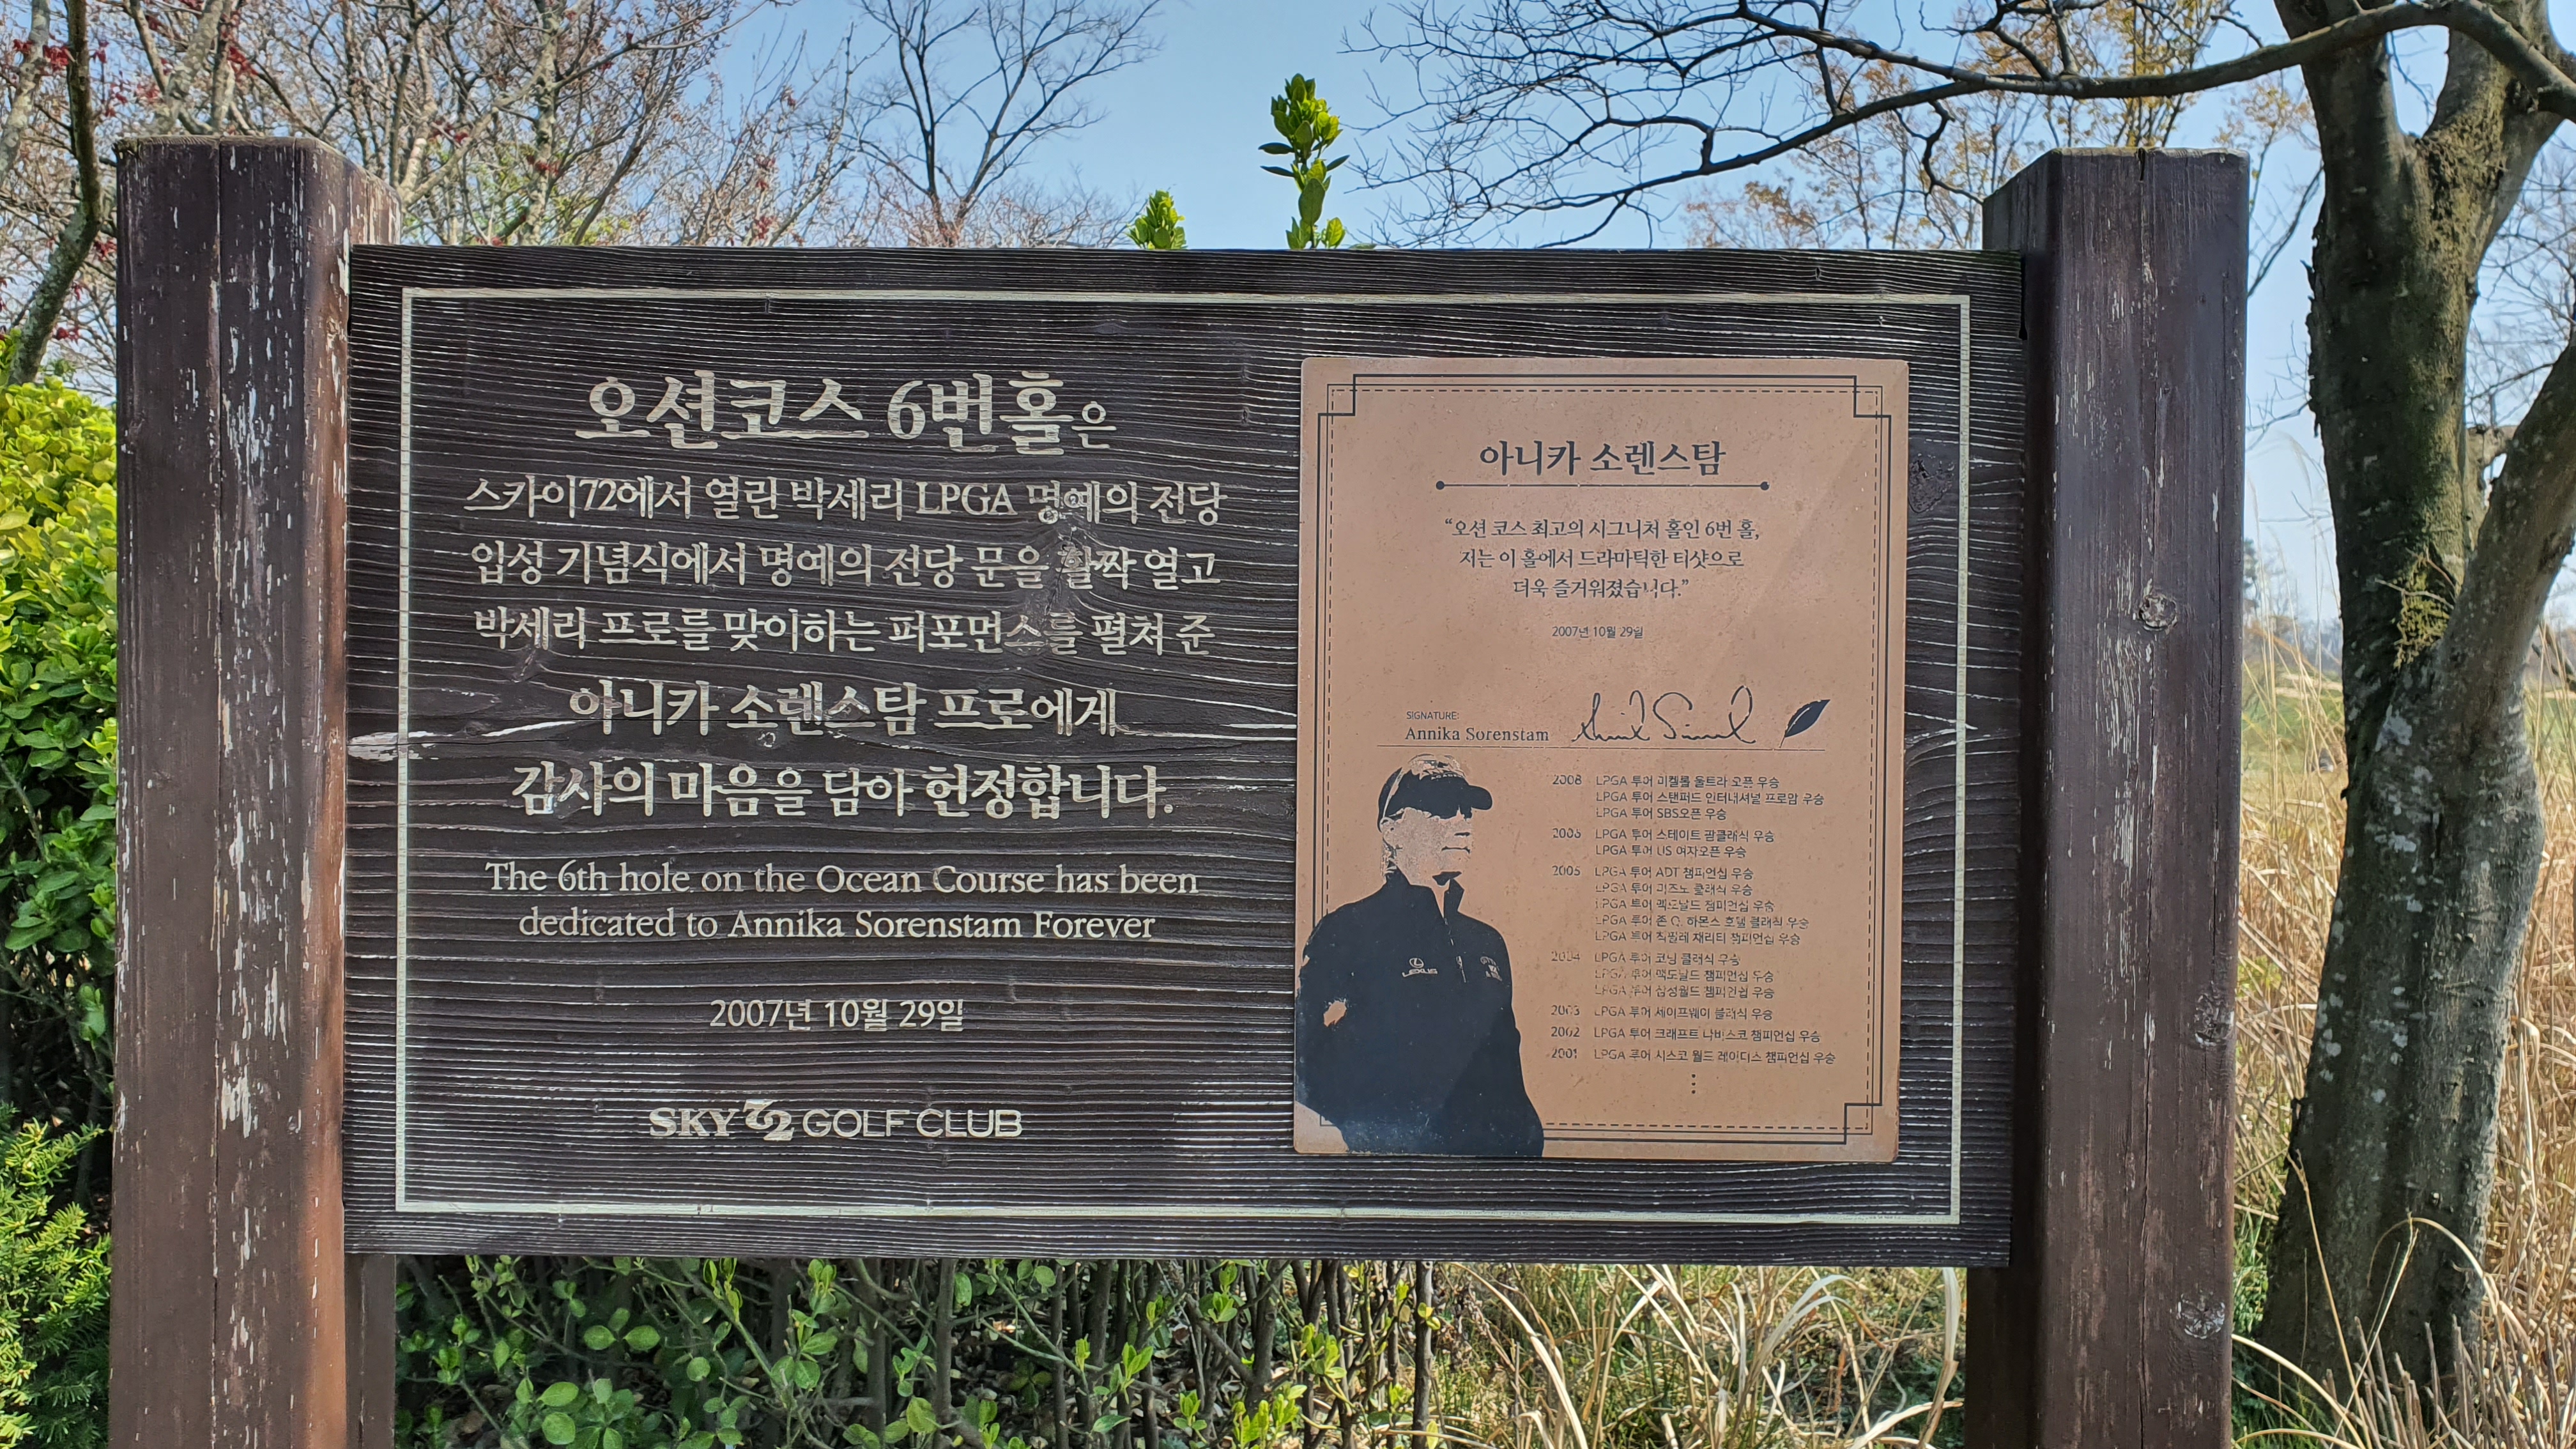 오션코스 6번홀은
스카이72에서 열린 박세리 LPGA 명예의 전당
입성 기념식에서 명예의 전당 문을 활짝 열고
박세리 프로를 맞이하는 퍼포먼스를 펼쳐 준
아니카 소렌스탐 프로에게
감사의 마음을 담아 헌정합니다.
The 6th hole on the Ocean Course has been
dedicated to Annika Sorenstam Forever
2007년 10월 29일
SKY72 GOLF CLUB
아니카 소렌스탐
“오션 코스 최고의 시그니처 홀인 6번 홀,
저는 이 홀에서 드라마틱한 티샷으로
더욱 즐거워졌습니다.”
2007년 10월 29일
SIGNATURE:
Annika Sorenstam
LEXUS
2008 LPGA 투어 미켈롭 울트라 오픈 우승
LPGA 투어 스탠퍼드 인터내셔널 프로암 우승
LPGA 투어 SBS오픈 우승
2006 LPGA 투어 스테이트 팜클래식 우승
LPGA 투어 US 여자오픈 우승
2005 LPGA 투어 ADT 챔피언십 우승
LPGA 투어 미즈노 클래식 우승
LPGA 투어 맥도널드 챔피언십 우승
LPGA 투어 존 Q. 하몬스 호텔 클래식 우승
LPGA 투어 칙필레 채리티 챔피언십 우승
2004 LPGA 투어 코닝 클래식 우승
LPGA 투어 맥도날드 챔피언십 우승
LPGA 투어 삼성월드 챔피언쉽 우승
2003 LPGA 투어 세이프웨이 클래식 우승
2002 LPGA 투어 크래프트 나비스코 챔피언십 우승
2001 LPGA 투어 시스코 월드 레이디스 챔피언십 우승